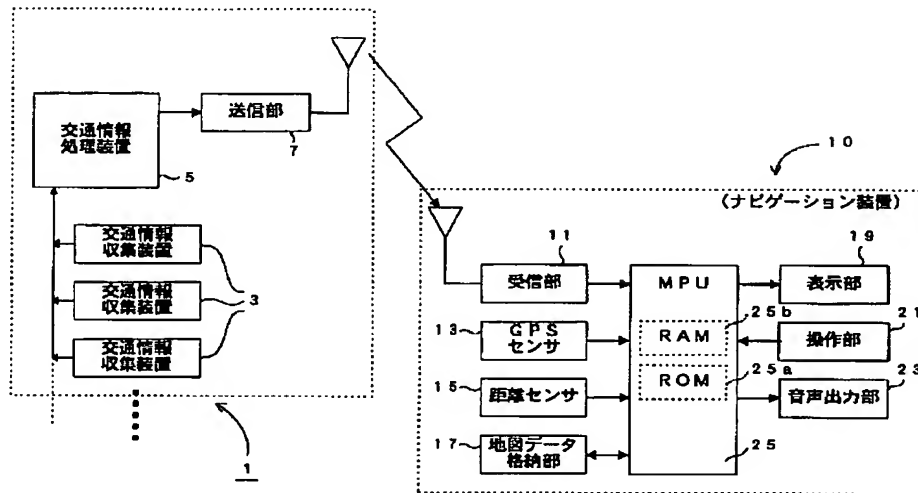 交通情報
処理装置
5
送信部
7
交通情報
収集装置
交通情報
収集装置
交通情報
収集装置
3
1
10
(ナビゲーション装置)
11
受信部
13
GPS
センサ
15
距離センサ
17
地図データ
格納部
MPU
25b
RAM
25a
ROM
25
19
表示部
21
操作部
23
音声出力部